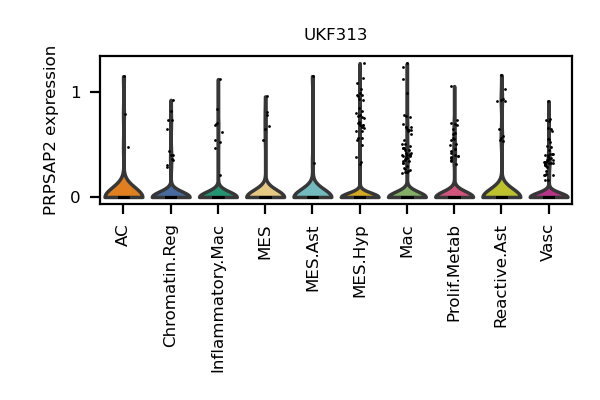 UKF313
PRPSAP2 expression
1
0
AC
Chromatin.Reg
Inflammatory.Mac
MES
MES.Ast
MES.Hyp
Mac
Prolif.Metab
Reactive.Ast
Vasc